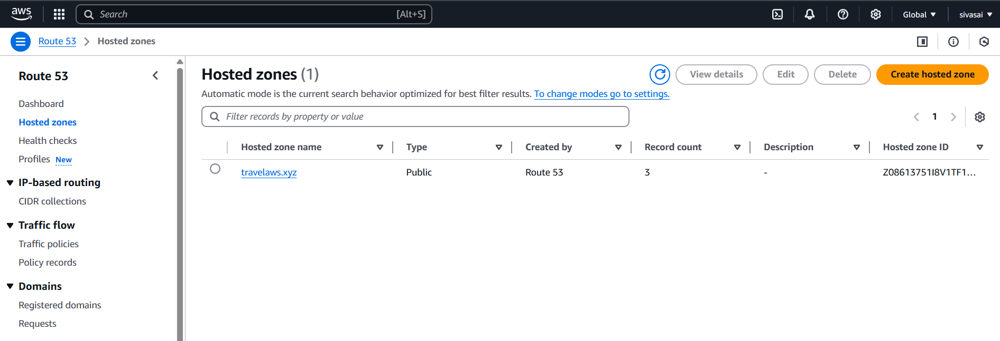 aws
Search [Alt+S]
Global sivasai
Route 53 Hosted zones
Route 53
Dashboard
Hosted zones
Health checks
Profiles New
IP-based routing
CIDR collections
Traffic flow
Traffic policies
Policy records
Domains
Registered domains
Requests
Hosted zones (1)
View details Edit Delete Create hosted zone
Automatic mode is the current search behavior optimized for best filter results. To change modes go to settings.
Filter records by property or value
1
Hosted zone name Type Created by Record count Description Hosted zone ID
travelaws.xyz Public Route 53 3 - Z08613751I8V1TF1...